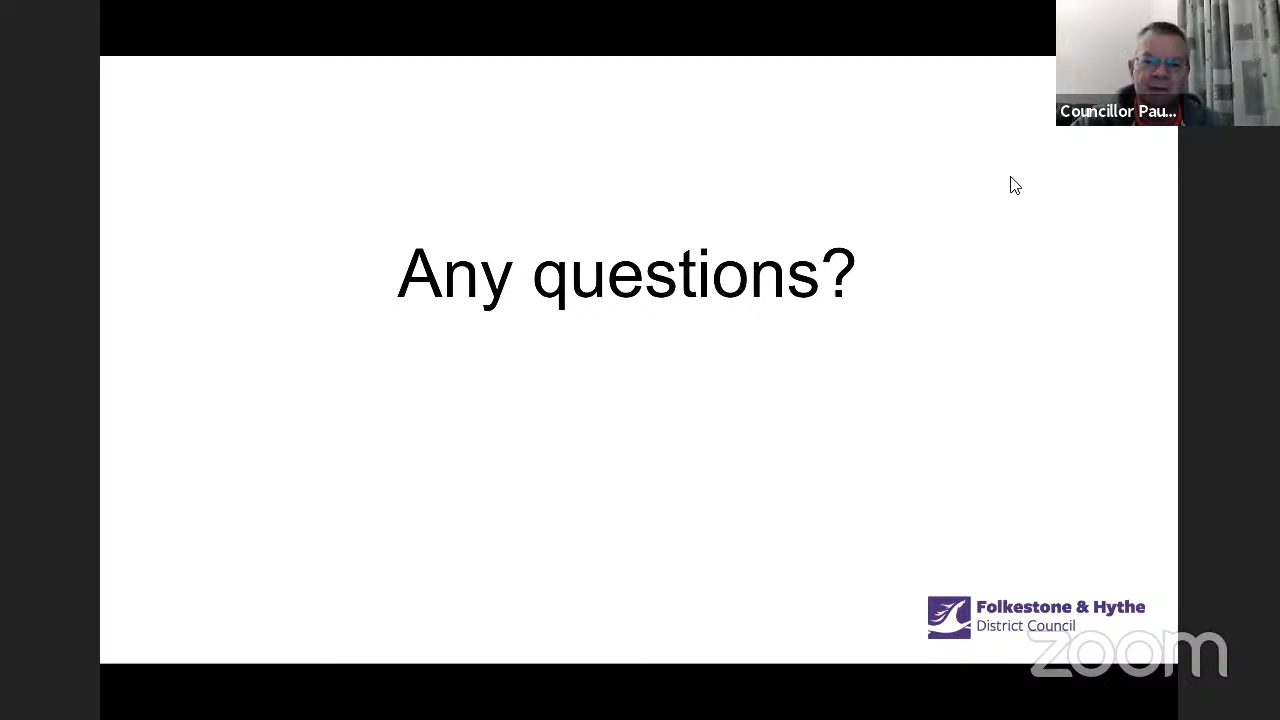 Councillor Pau...
Any questions?
Folkestone & Hythe
District Council
zoom